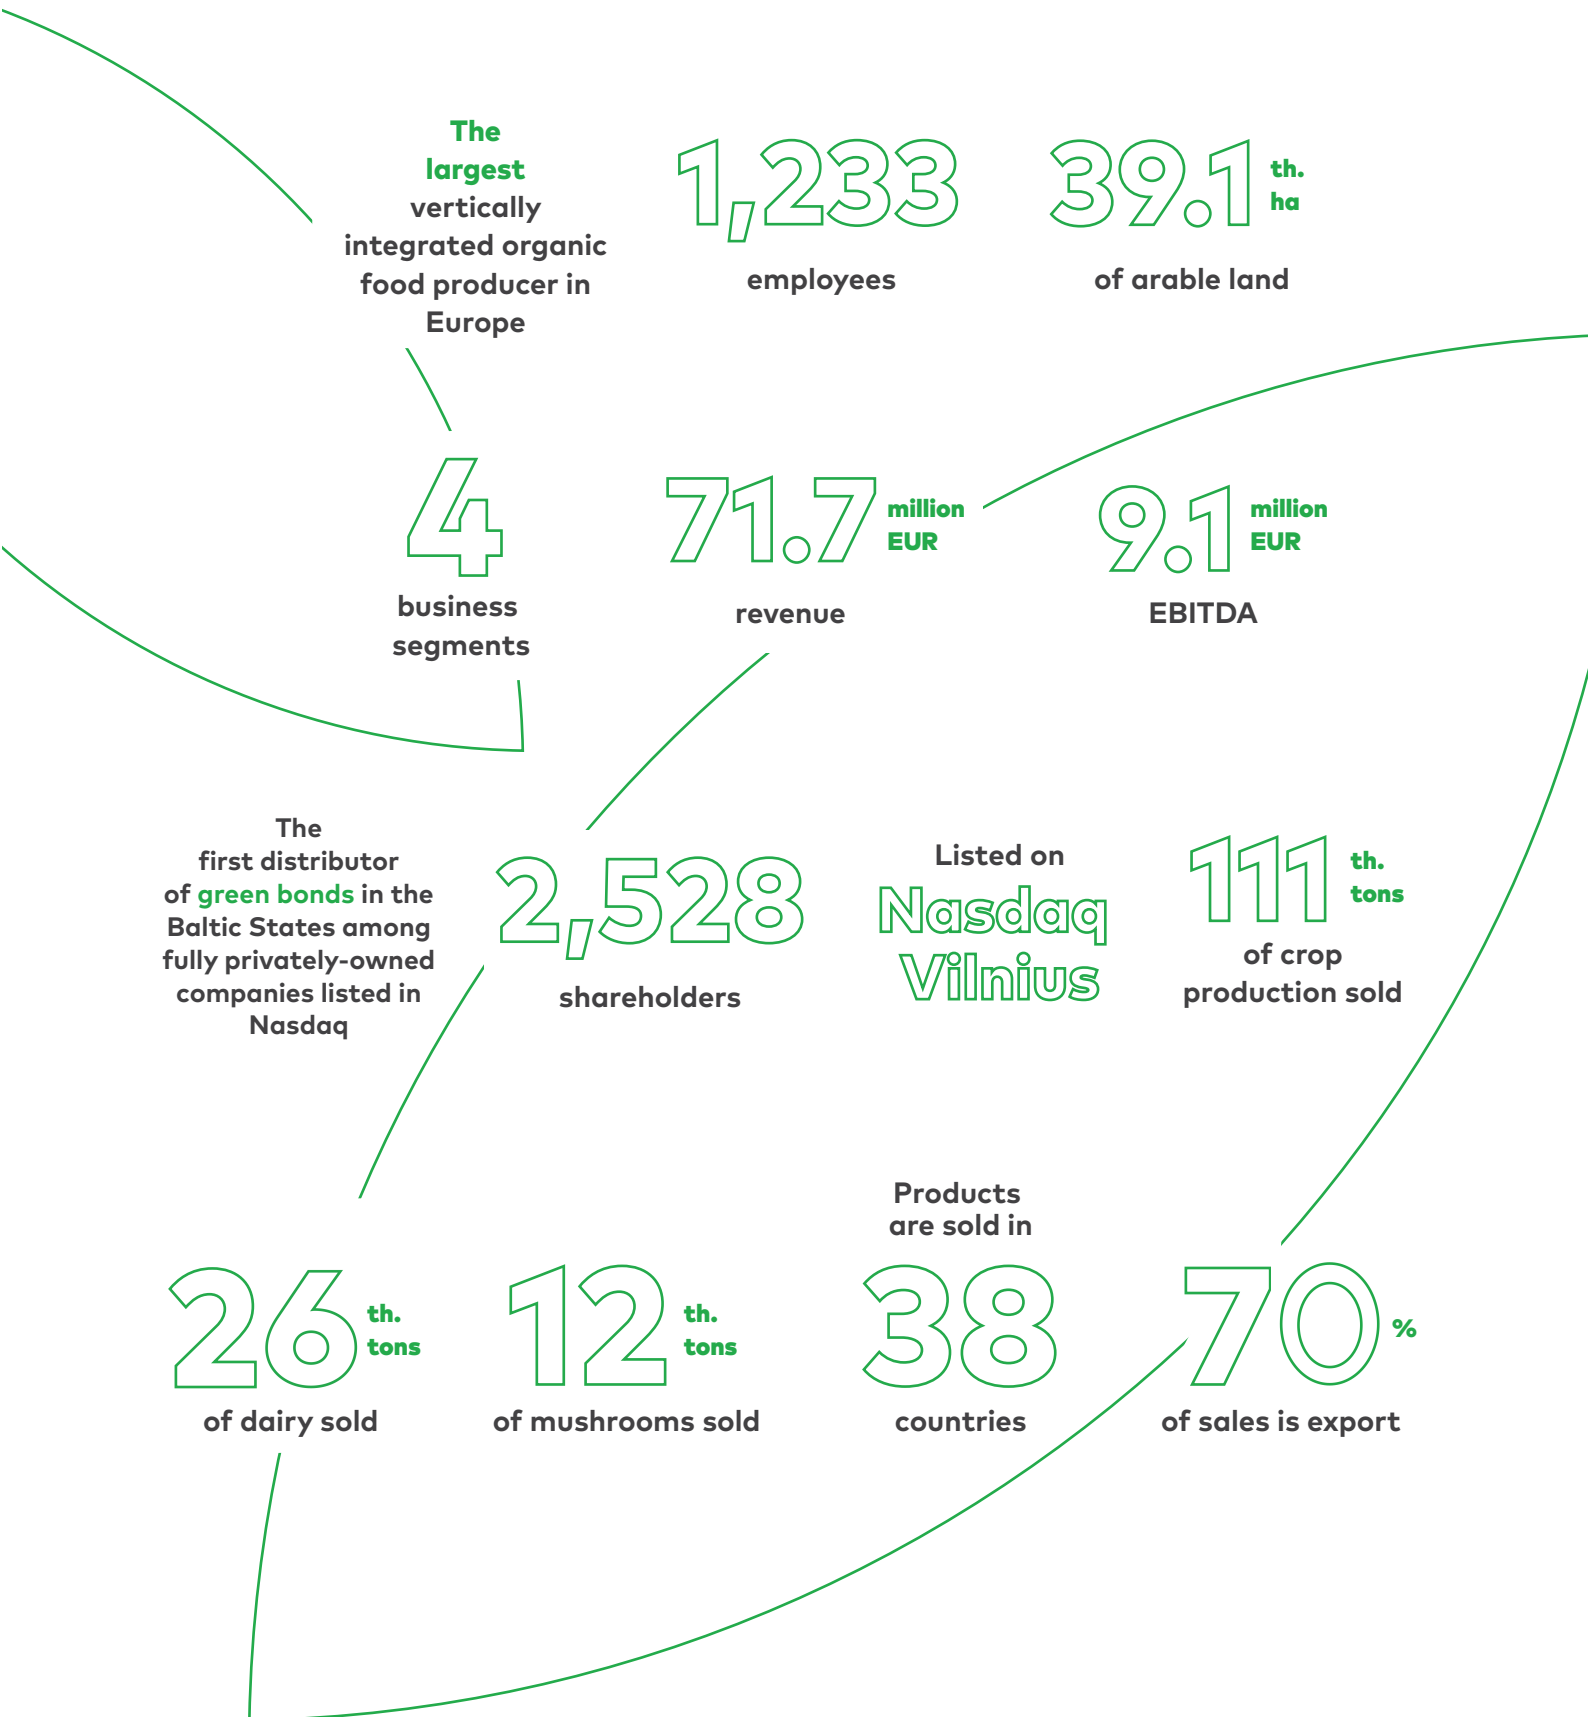 The
largest
vertically
integrated organic
food producer in
Europe
1,233
employees
39.1 th.
ha
of arable land
4
business
segments
71.7 million
EUR
revenue
9.1 million
EUR
EBITDA
The
first distributor
of green bonds in the
Baltic States among
fully privately-owned
companies listed in
Nasdaq
2,528
shareholders
Listed on
Nasdaq
Vilnius
111 th.
tons
of crop
production sold
26 th.
tons
of dairy sold
12 th.
tons
of mushrooms sold
Products
are sold in
38
countries
70 %
of sales is export